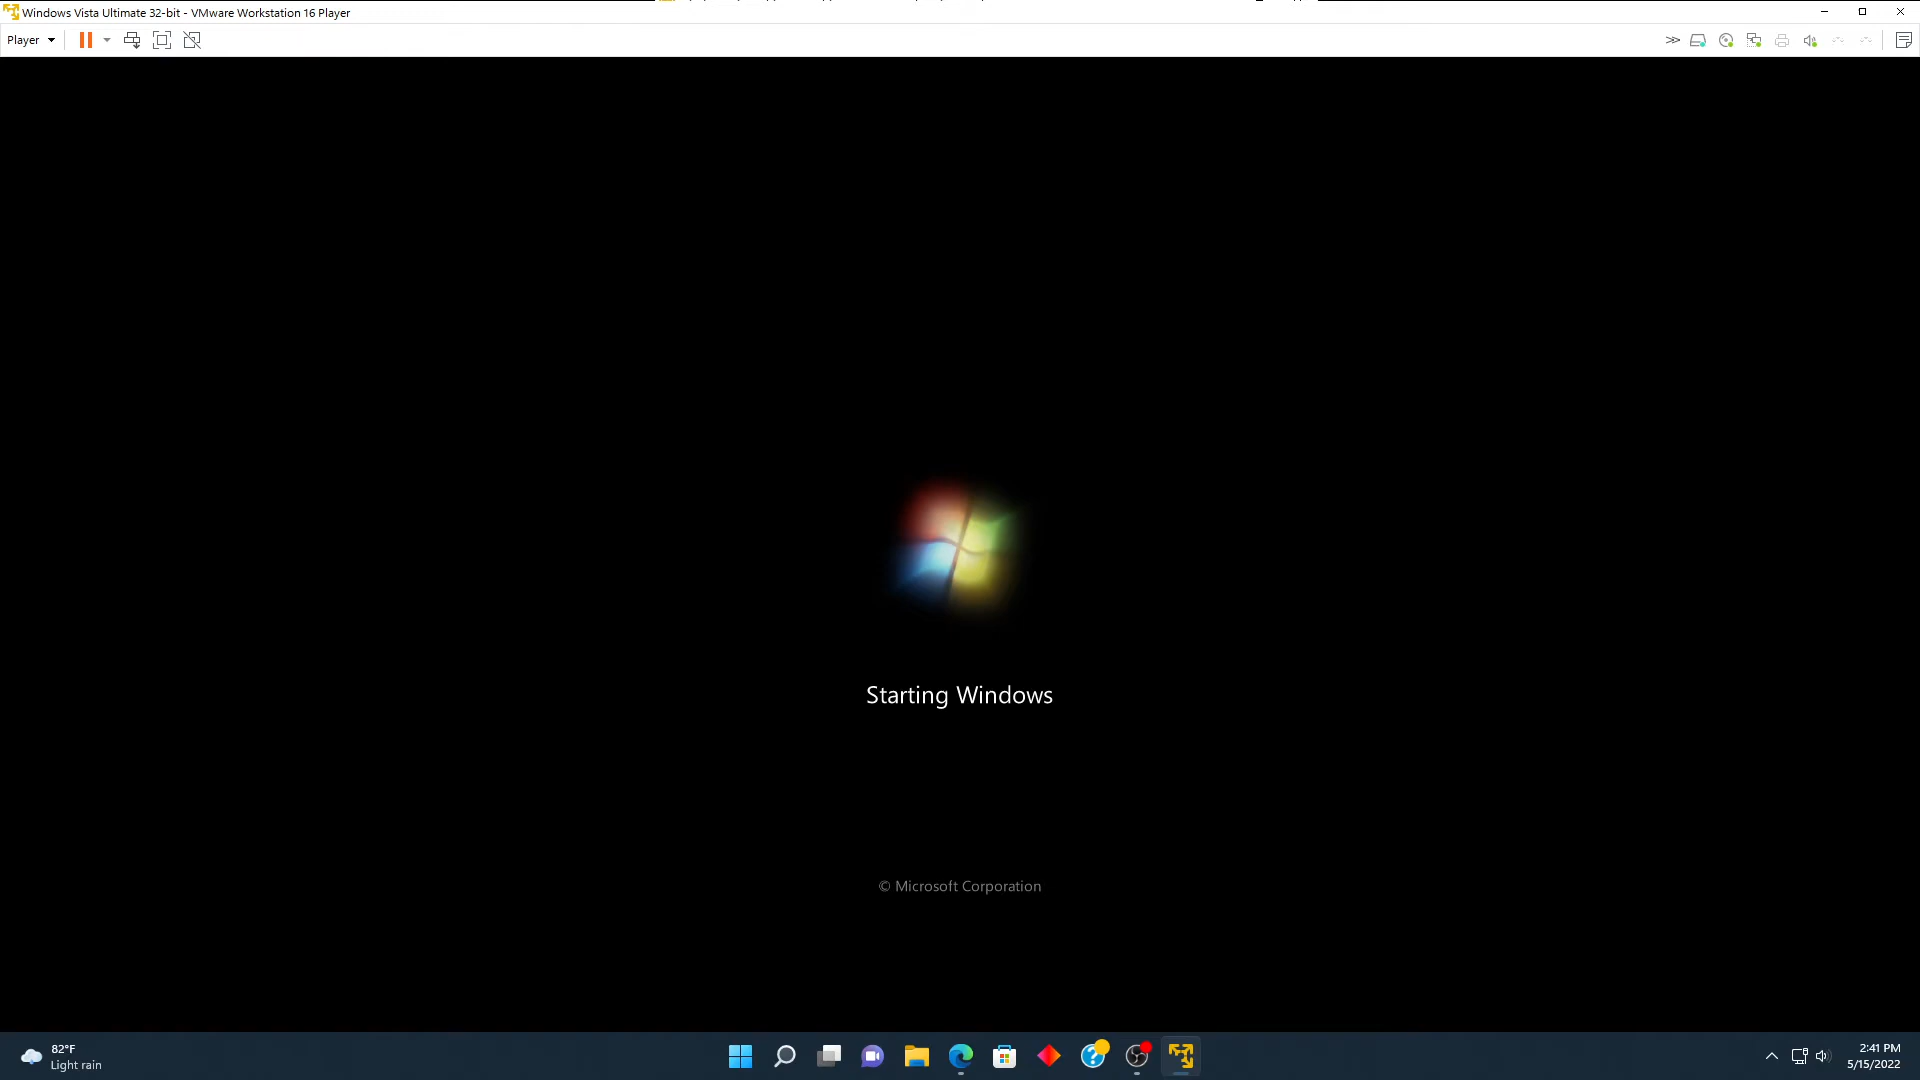 Windows Vista Ultimate 32-bit - VMware Workstation 16 Player
Player
Starting Windows
© Microsoft Corporation
82°F
Light rain
2:41 PM
5/15/2022